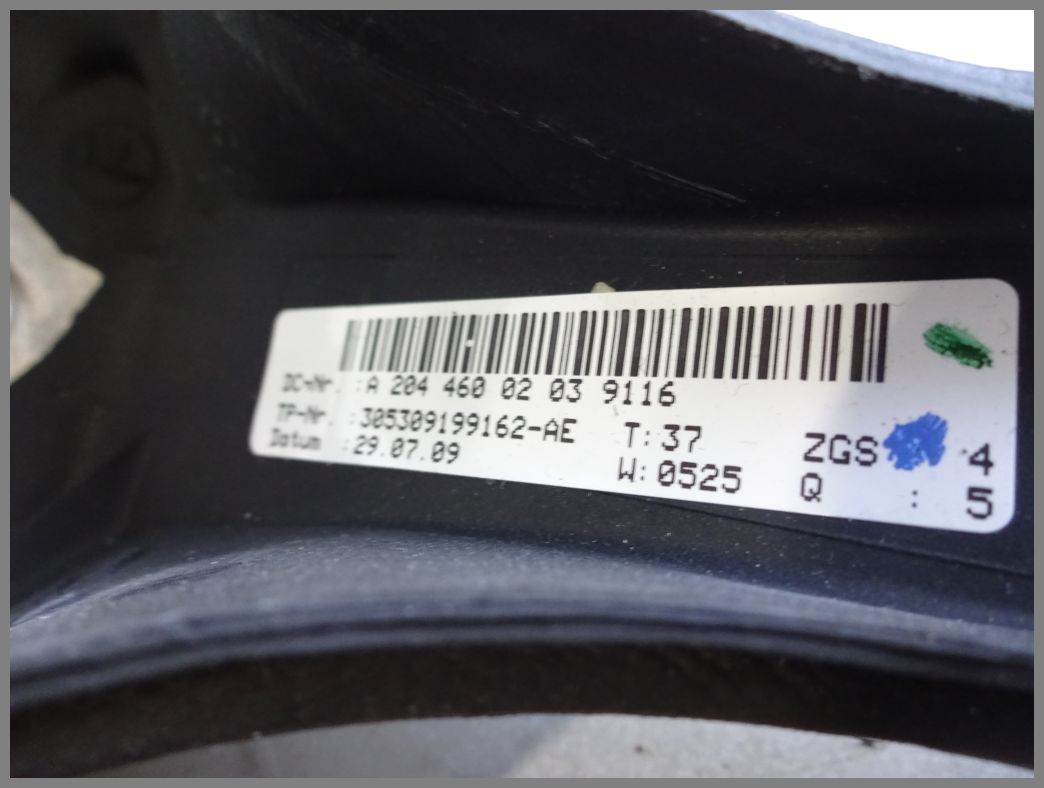 DC-Nr. :A 204 460 02 03 9116
TP-Nr. :305309199162-AE T: 37 ZGS 4
Datum :29.07.09 W: 0525 Q : 5